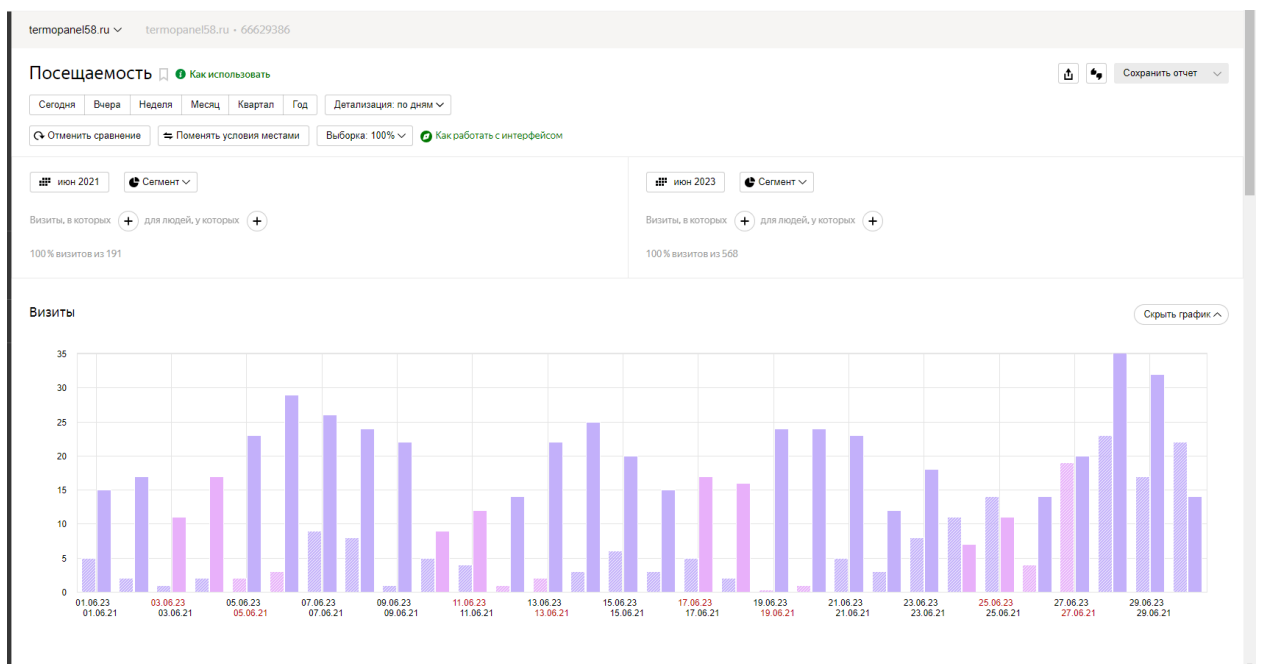 termopanel58.ru termopanel58.ru • 66629386
Посещаемость Как использовать Сохранить отчет
Сегодня Вчера Неделя Месяц Квартал Год Детализация: по дням
Отменить сравнение Поменять условия местами Выборка: 100% Как работать с интерфейсом
июн 2021 Сегмент июн 2023 Сегмент
Визиты, в которых + для людей, у которых + Визиты, в которых + для людей, у которых +
100 % визитов из 191 100 % визитов из 568
Визиты Скрыть график
35
30
25
20
15
10
5
0
01.06.23 03.06.23 05.06.23 07.06.23 09.06.23 11.06.23 13.06.23 15.06.23 17.06.23 19.06.23 21.06.23 23.06.23 25.06.23 27.06.23 29.06.23
01.06.21 03.06.21 05.06.21 07.06.21 09.06.21 11.06.21 13.06.21 15.06.21 17.06.21 19.06.21 21.06.21 23.06.21 25.06.21 27.06.21 29.06.21